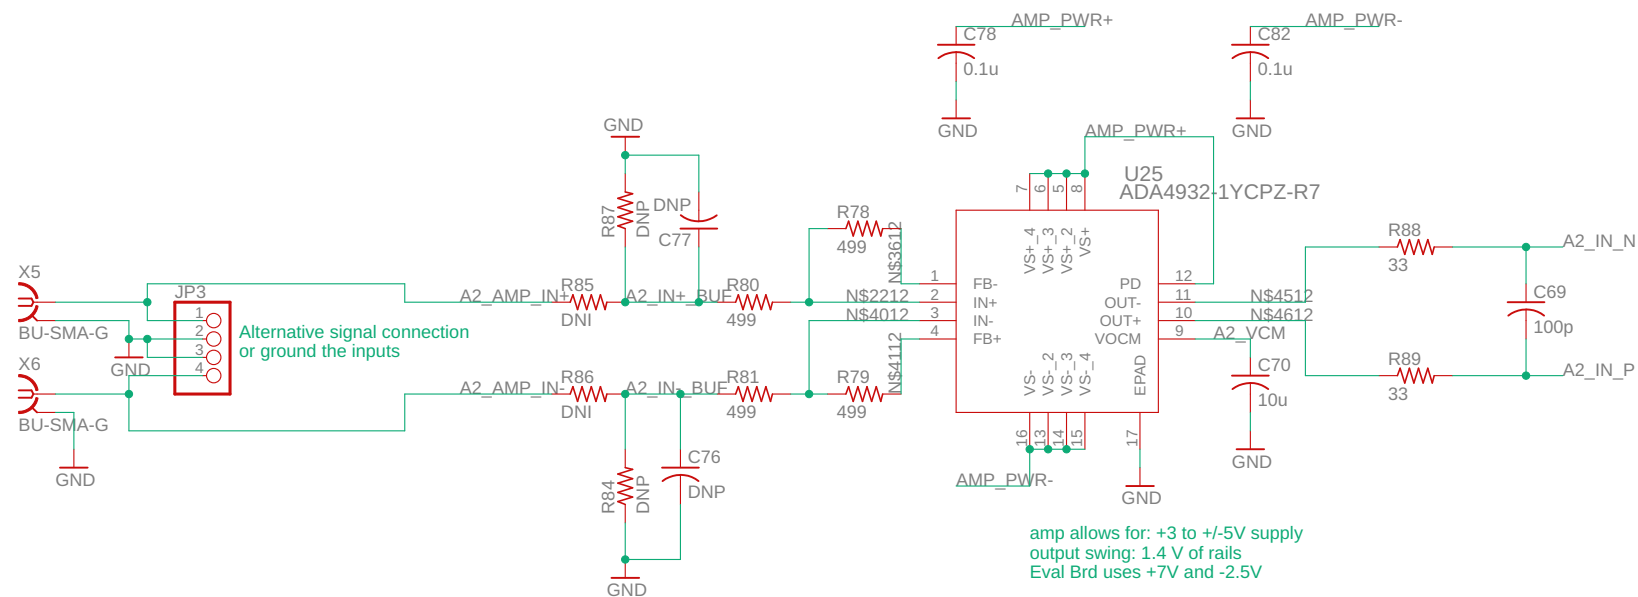 AMP_PWR+
C78
0.1u
GND
AMP_PWR-
C82
0.1u
GND
GND
R87
DNP
DNP
C77
X5
BU-SMA-G
JP3
1
2
3
4
GND
Alternative signal connection
or ground the inputs
X6
BU-SMA-G
GND
A2_AMP_IN+
R85
DNI
A2_IN+_BUF
R80
499
R78
499
N$3612
N$2212
N$4012
N$4112
A2_AMP_IN-
R86
DNI
A2_IN-_BUF
R81
499
R79
499
R84
DNP
C76
DNP
GND
AMP_PWR+
U25
ADA4932-1YCPZ-R7
7
6
5
8
VS+_4
VS+_3
VS+_2
VS+
1
2
3
4
FB-
IN+
IN-
FB+
PD
OUT-
OUT+
VOCM
12
11
10
9
VS-
VS-_2
VS-_3
VS-_4
EPAD
16
13
14
15
17
AMP_PWR-
GND
N$4512
N$4612
A2_VCM
C70
10u
GND
R88
33
R89
33
C69
100p
A2_IN_N
A2_IN_P
amp allows for: +3 to +/-5V supply
output swing: 1.4 V of rails
Eval Brd uses +7V and -2.5V